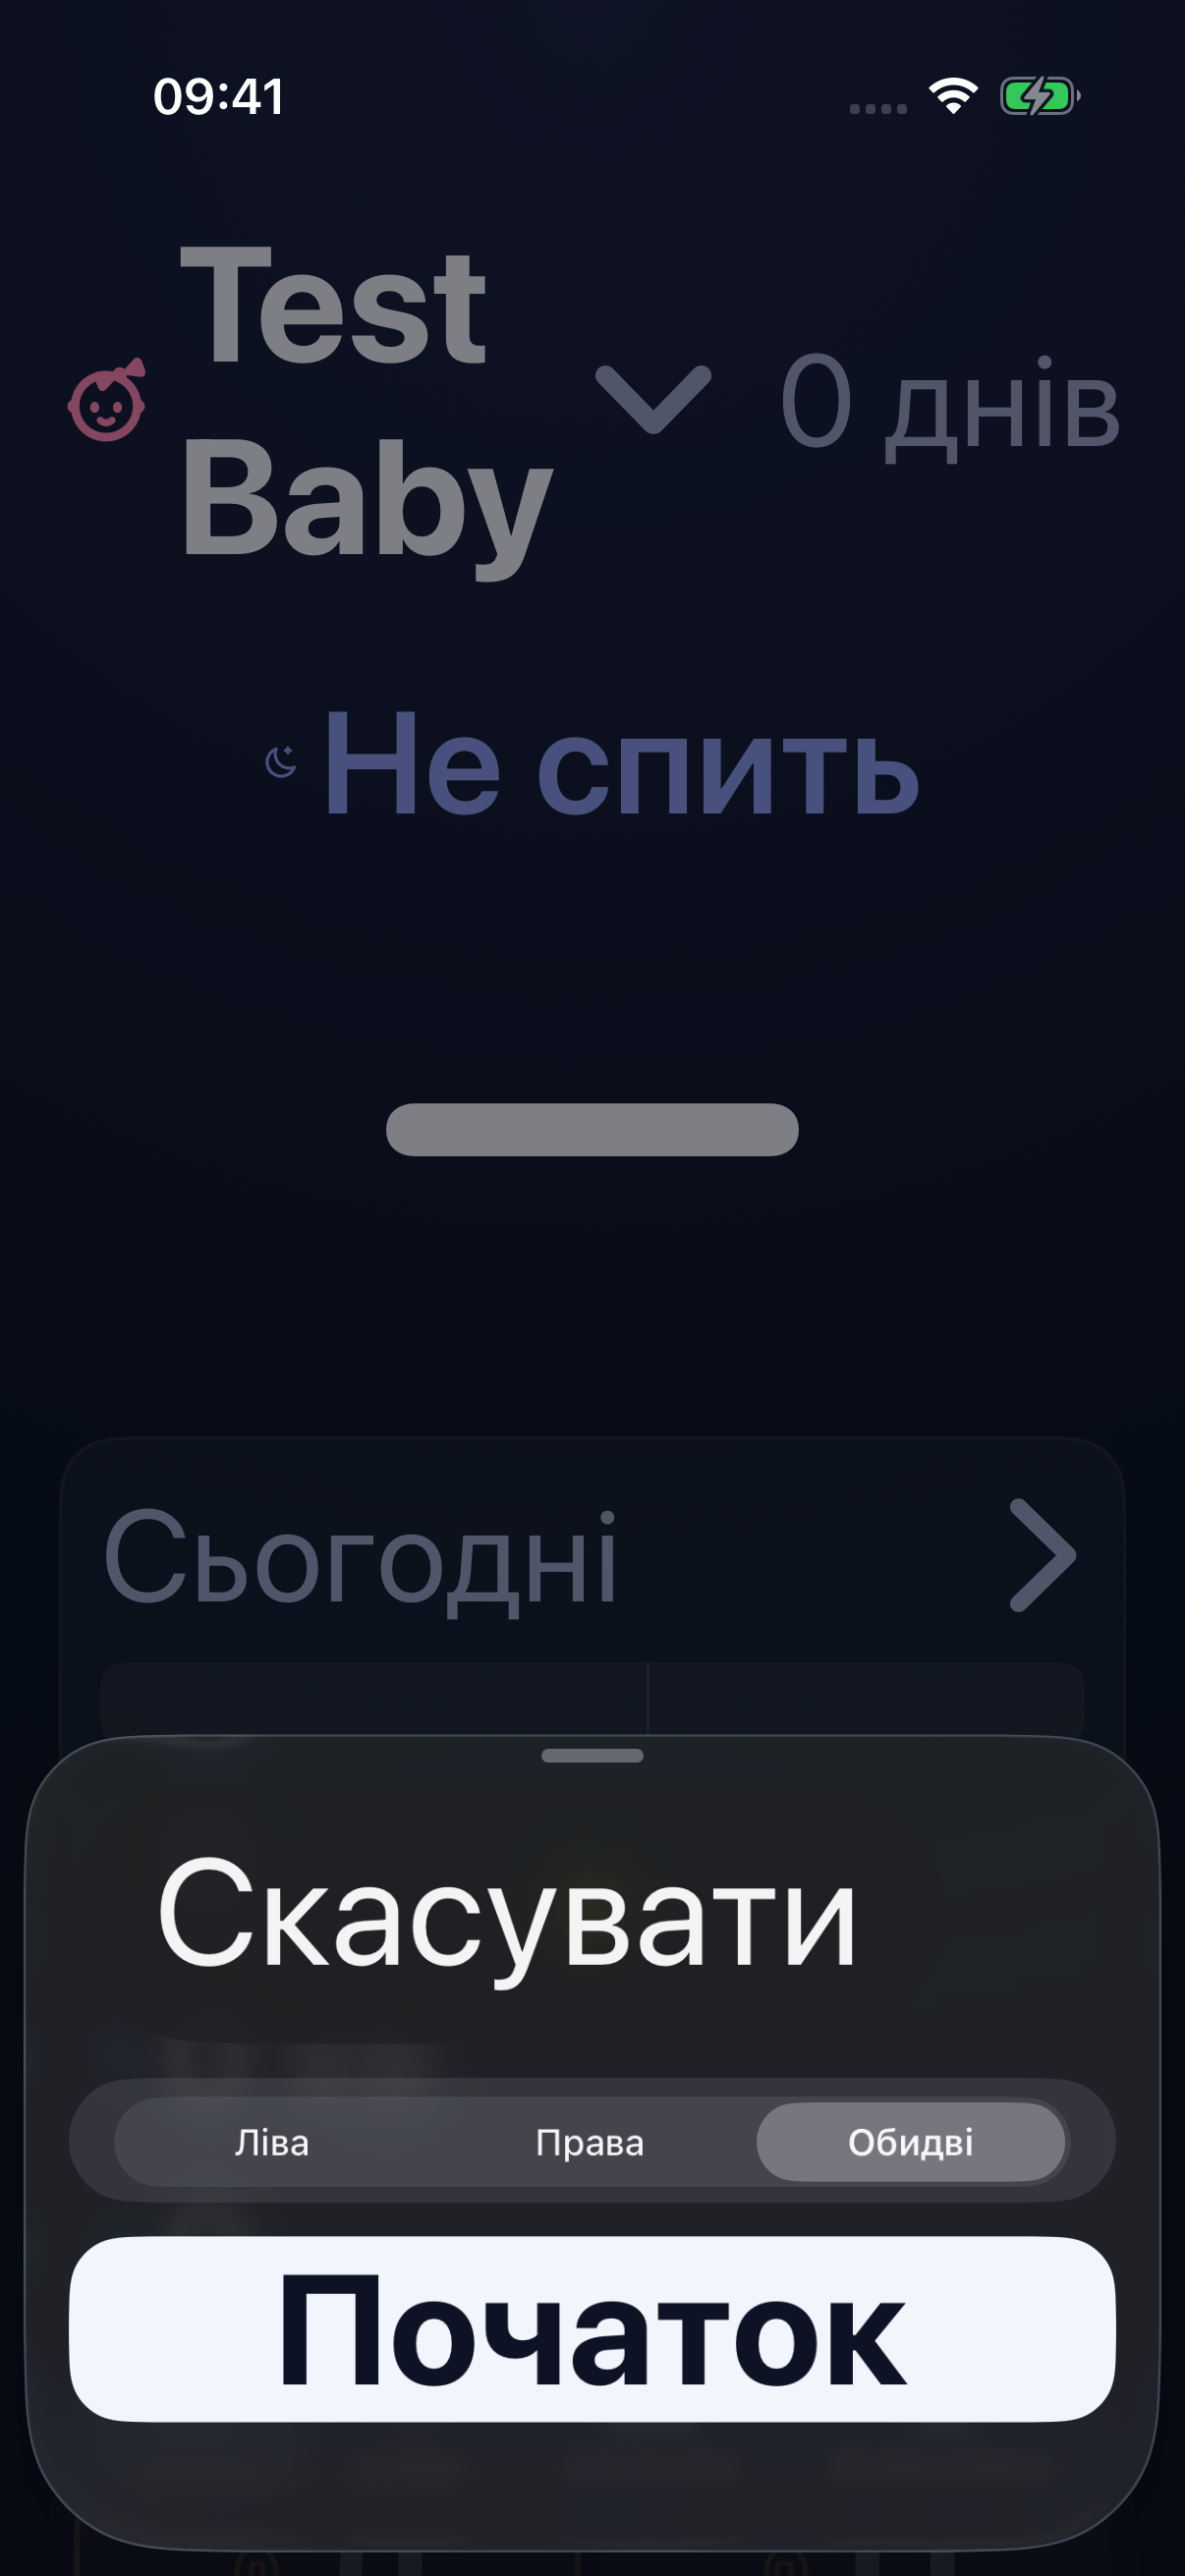 09:41
Test
Baby
0 днів
Не спить
Сьогодні
Скасувати
Ліва
Права
Обидві
Початок